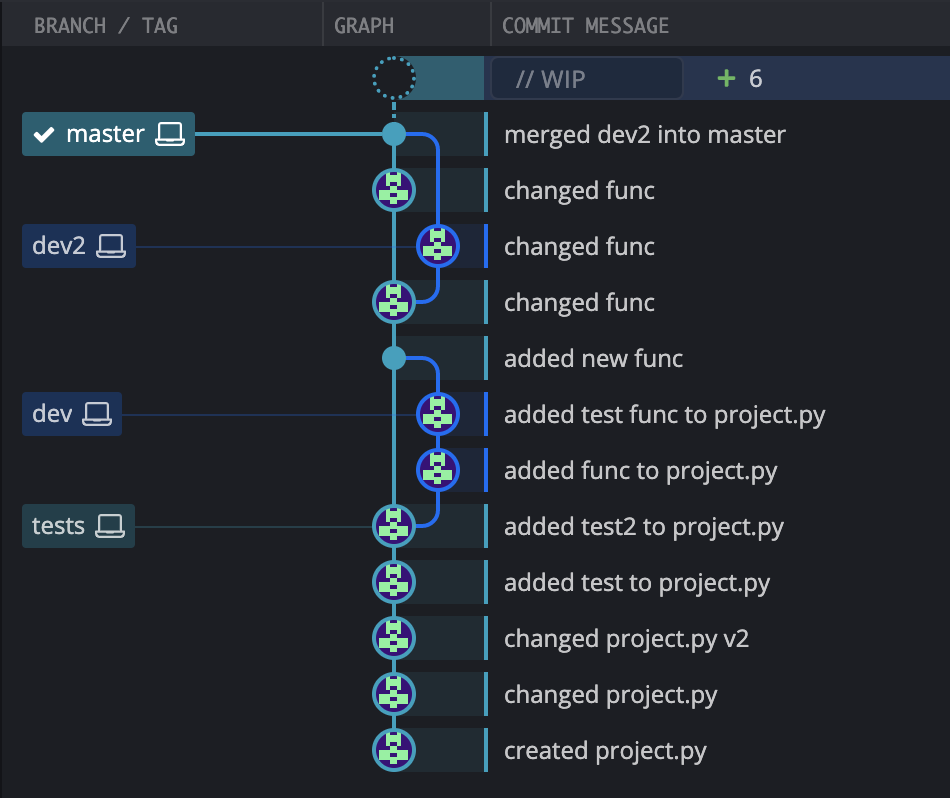 BRANCH / TAG GRAPH COMMIT MESSAGE
// WIP + 6
master merged dev2 into master
changed func
dev2 changed func
changed func
added new func
dev added test func to project.py
added func to project.py
tests added test2 to project.py
added test to project.py
changed project.py v2
changed project.py
created project.py